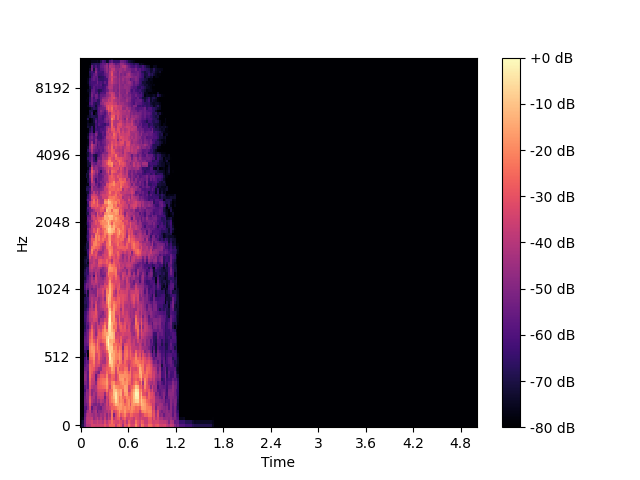 8192
4096
2048
1024
512
0
Hz
0 0.6 1.2 1.8 2.4 3 3.6 4.2 4.8
Time
+0 dB
-10 dB
-20 dB
-30 dB
-40 dB
-50 dB
-60 dB
-70 dB
-80 dB